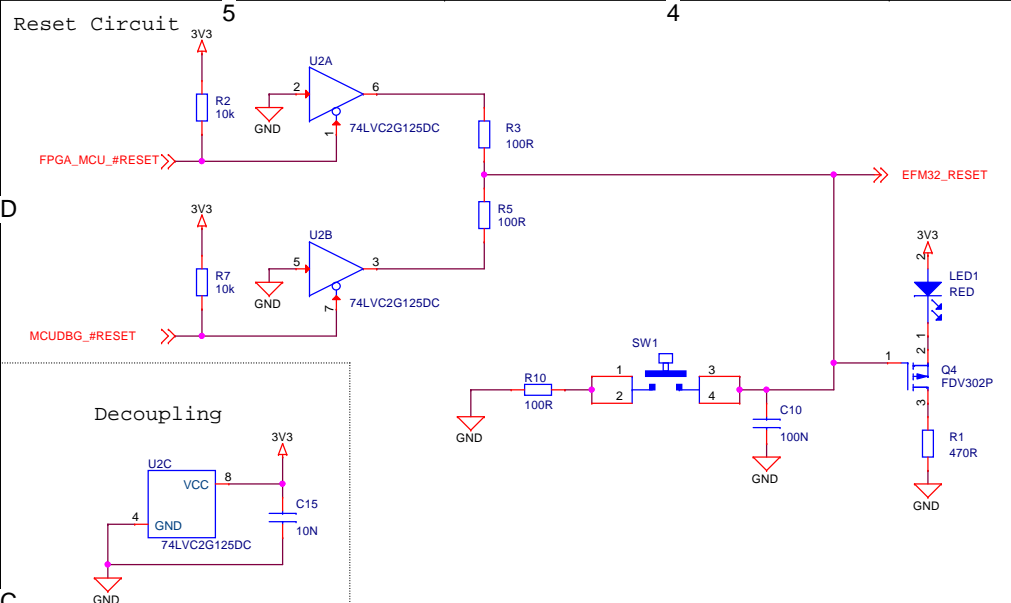 5
4
Reset Circuit
3V3
R2
10k
FPGA_MCU_#RESET
GND
2
U2A
6
1
74LVC2G125DC
R3
100R
EFM32_RESET
D
3V3
R7
10k
MCUDBG_#RESET
GND
5
U2B
3
7
74LVC2G125DC
R5
100R
3V3
2
LED1
RED
1
2
1
Q4
FDV302P
3
R1
470R
GND
SW1
R10
100R
GND
1
2
3
4
C10
100N
GND
Decoupling
3V3
U2C
VCC
8
4
GND
74LVC2G125DC
C15
10N
GND
C